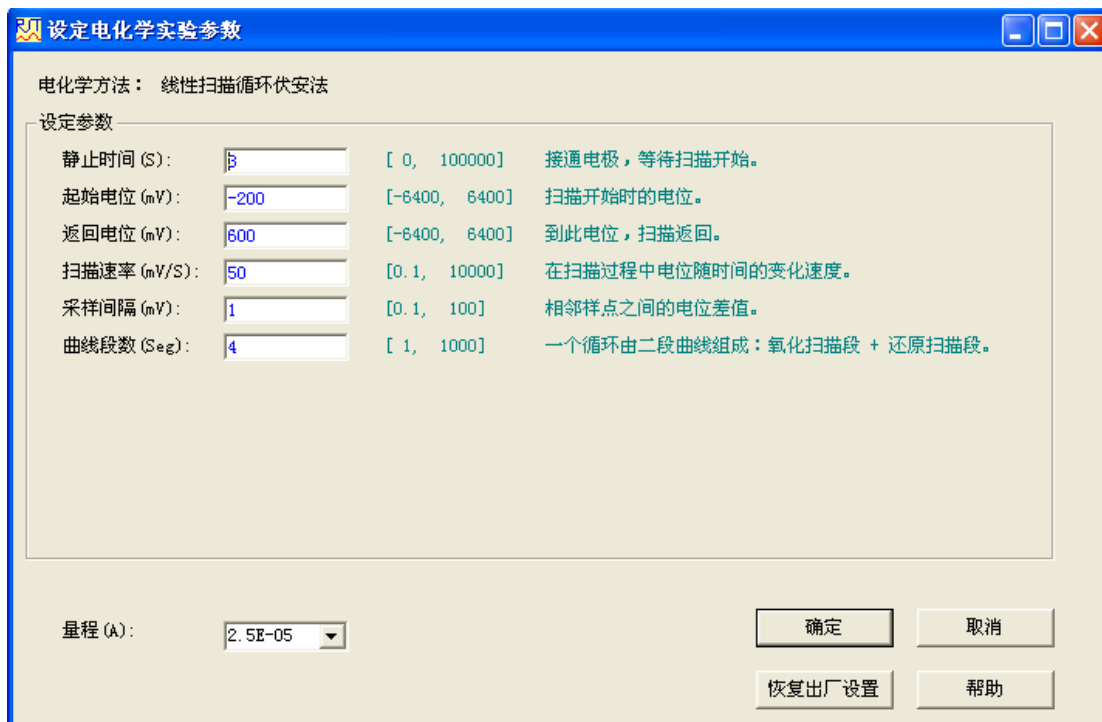 设定电化学实验参数
电化学方法： 线性扫描循环伏安法
设定参数
静止时间(S): 3 [ 0, 100000] 接通电极，等待扫描开始。
起始电位(mV): -200 [-6400, 6400] 扫描开始时的电位。
返回电位(mV): 600 [-6400, 6400] 到此电位，扫描返回。
扫描速率(mV/S): 50 [0.1, 10000] 在扫描过程中电位随时间的变化速度。
采样间隔(mV): 1 [0.1, 100] 相邻样点之间的电位差值。
曲线段数(Seg): 4 [ 1, 1000] 一个循环由二段曲线组成：氧化扫描段 + 还原扫描段。
量程(A): 2.5E-05 确定 取消
恢复出厂设置 帮助